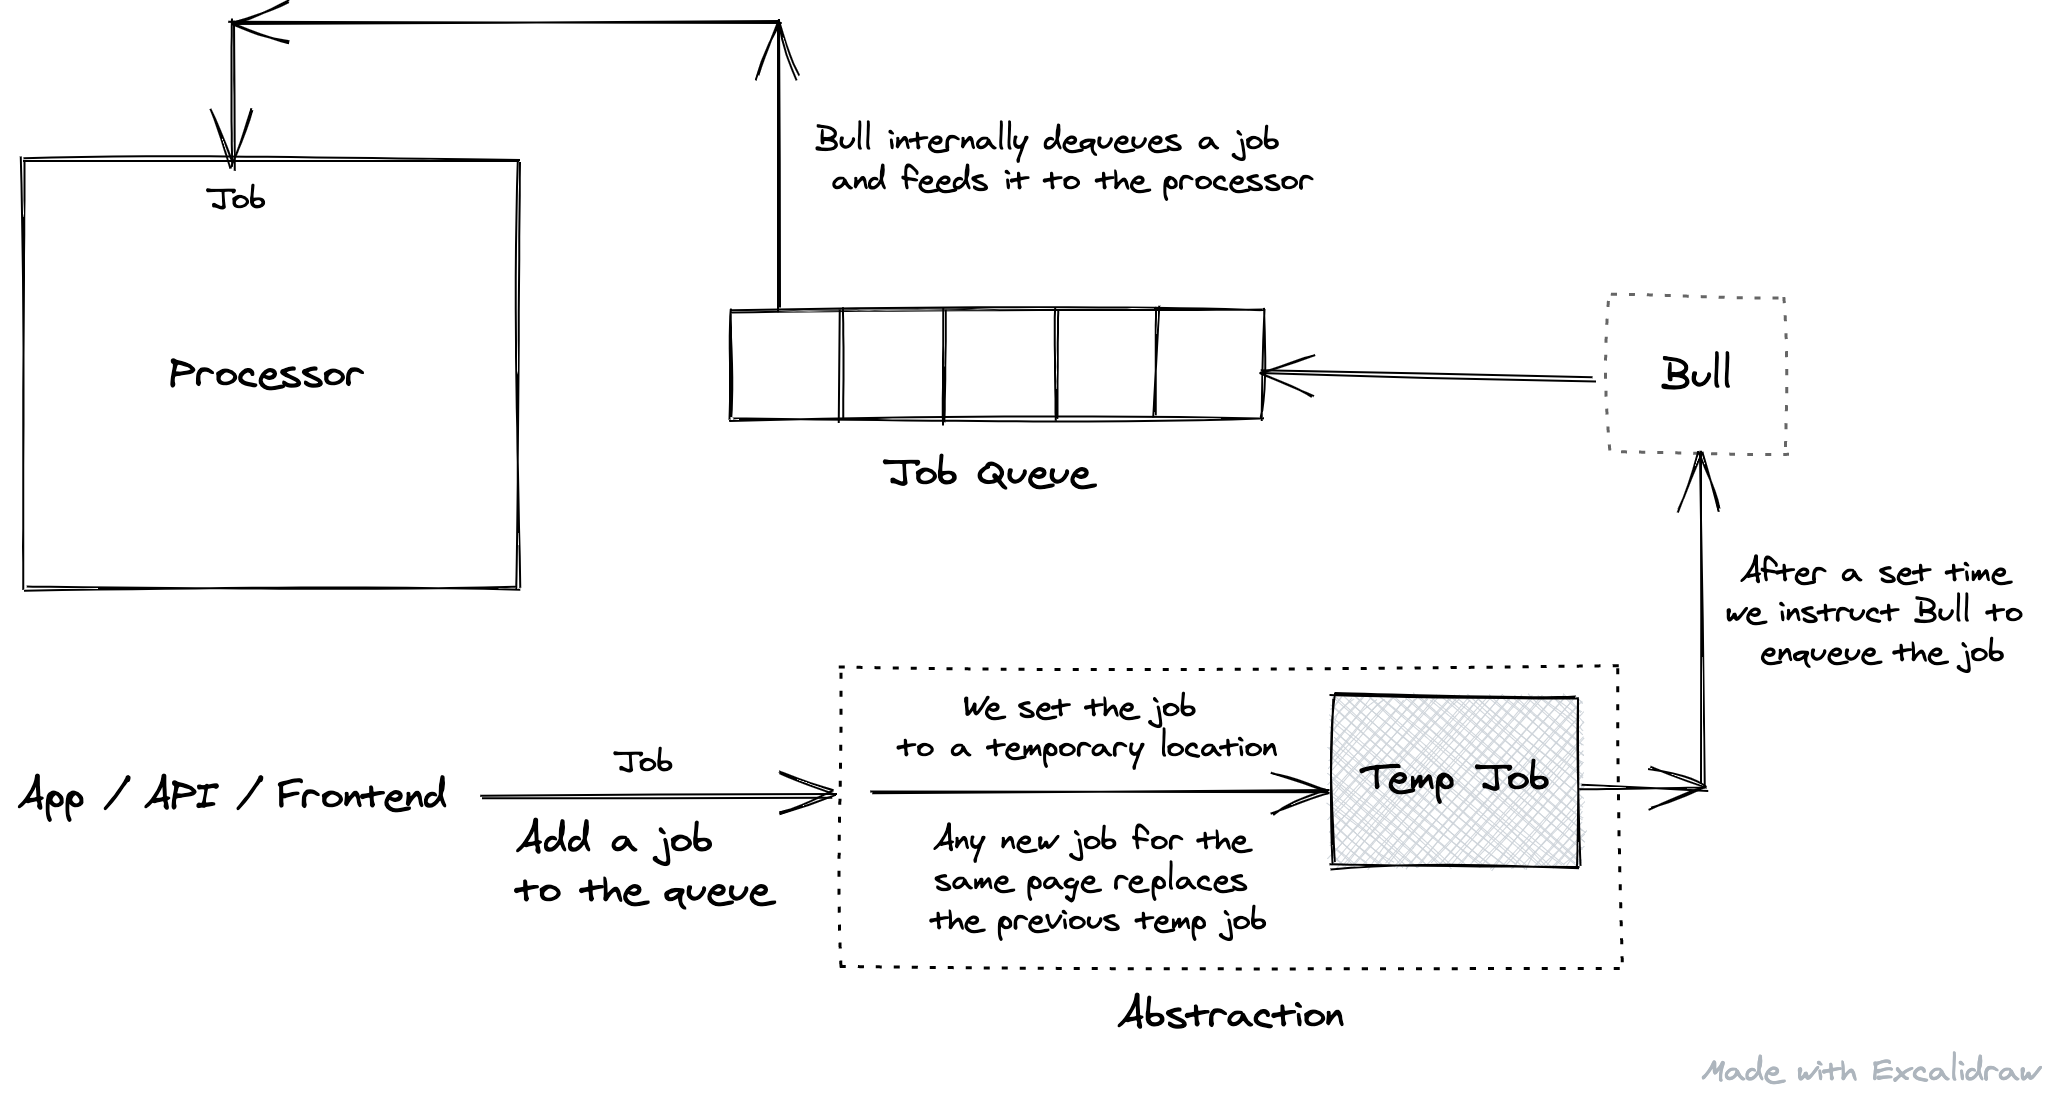 Bull internally dequeues a job
and feeds it to the processor
Job
Processor
Bull
Job Queue
After a set time
we instruct Bull to
enqueue the job
We set the job
to a temporary location
Job
App / API / Frontend
Temp Job
Add a job
to the queue
Any new job for the
same page replaces
the previous temp job
Abstraction
Made with Excalidraw